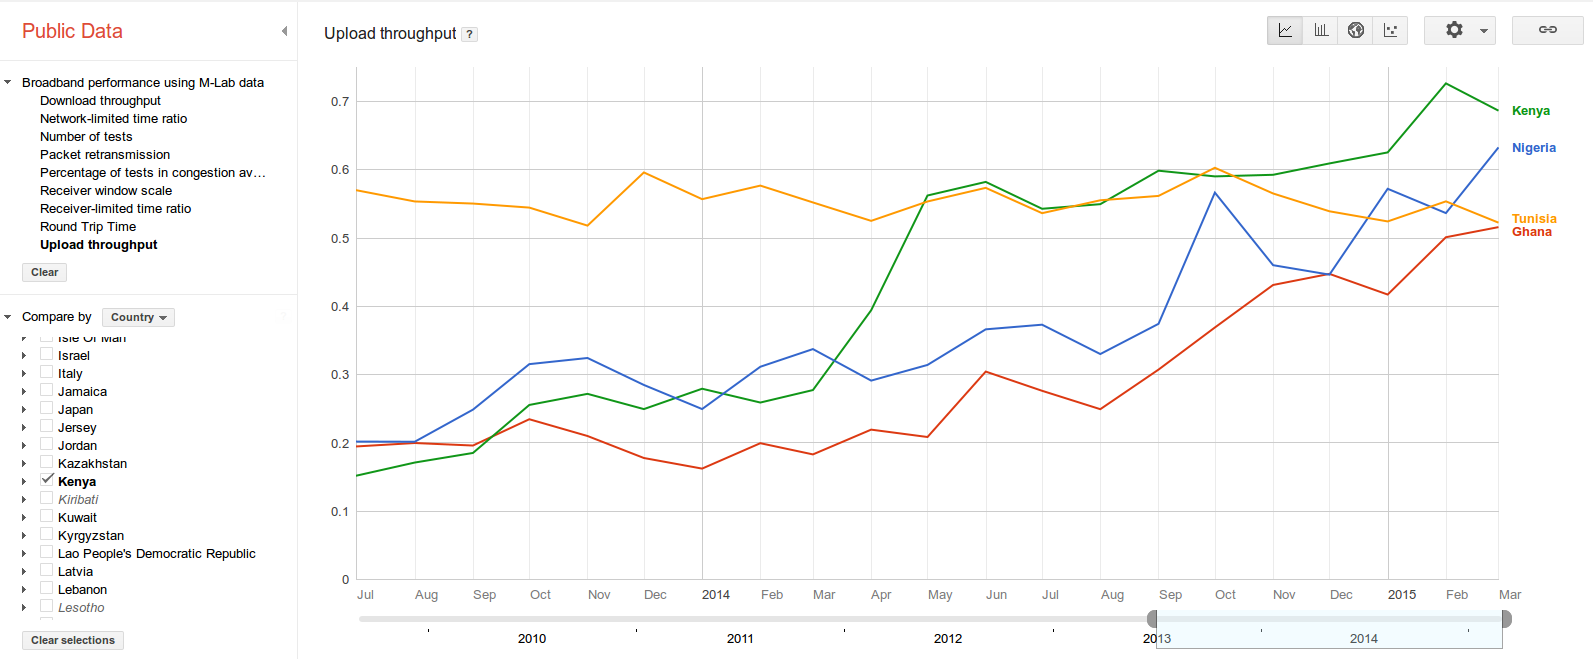 Public Data
Broadband performance using M-Lab data
Download throughput
Network-limited time ratio
Number of tests
Packet retransmission
Percentage of tests in congestion av…
Receiver window scale
Receiver-limited time ratio
Round Trip Time
Upload throughput
Clear
Compare by Country
Isle Of Man
Israel
Italy
Jamaica
Japan
Jersey
Jordan
Kazakhstan
Kenya
Kiribati
Kuwait
Kyrgyzstan
Lao People's Democratic Republic
Latvia
Lebanon
Lesotho
Clear selections
Upload throughput ?
0.7
0.6
0.5
0.4
0.3
0.2
0.1
0
Kenya
Nigeria
Tunisia
Ghana
Jul Aug Sep Oct Nov Dec 2014 Feb Mar Apr May Jun Jul Aug Sep Oct Nov Dec 2015 Feb Mar
2010 2011 2012 2013 2014